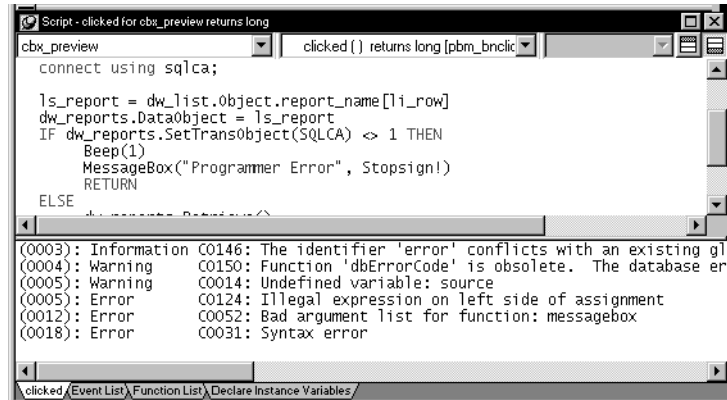 Script - clicked for cbx_preview returns long
cbx_preview
clicked ( ) returns long [pbm_bnclic
connect using sqlca;
ls_report = dw_list.Object.report_name[li_row]
dw_reports.DataObject = ls_report
IF dw_reports.SetTransObject(SQLCA) <> 1 THEN
Beep(1)
MessageBox("Programmer Error", Stopsign!)
RETURN
ELSE
dw_reports.Retrieve()
(0003): Information C0146: The identifier 'error' conflicts with an existing gl
(0004): Warning C0150: Function 'dbErrorCode' is obsolete. The database er
(0005): Warning C0014: Undefined variable: source
(0005): Error C0124: Illegal expression on left side of assignment
(0012): Error C0052: Bad argument list for function: messagebox
(0018): Error C0031: Syntax error
clicked Event List Function List Declare Instance Variables